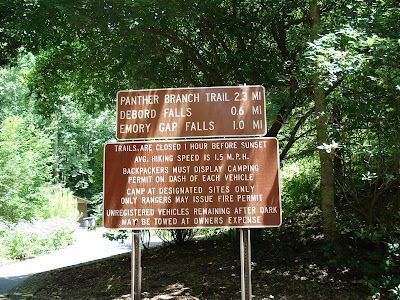 PANTHER BRANCH TRAIL 2.3 MI
DEBORD FALLS 0.6 MI
EMORY GAP FALLS 1.0 MI
TRAILS ARE CLOSED 1 HOUR BEFORE SUNSET
AVG. HIKING SPEED IS 1.5 M.P.H.
BACKPACKERS MUST DISPLAY CAMPING
PERMIT ON DASH OF EACH VEHICLE
CAMP AT DESIGNATED SITES ONLY
ONLY RANGERS MAY ISSUE FIRE PERMIT
UNREGISTERED VEHICLES REMAINING AFTER DARK
MAY BE TOWED AT OWNERS EXPENSE